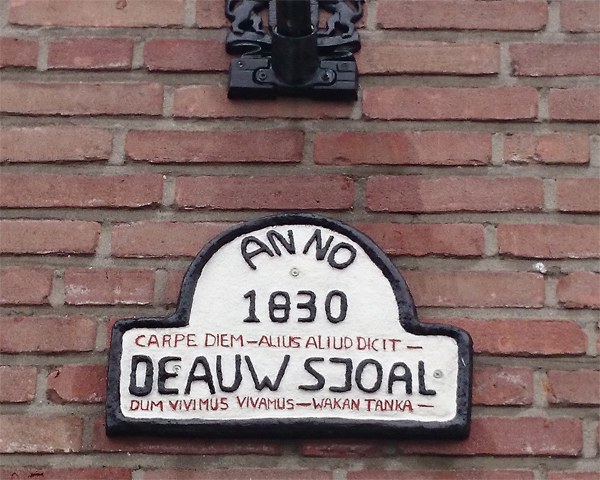 ANNO
1830
CARPE DIEM—ALIUS ALIUD DICIT—
DEAUW SJOAL
DUM VIVIMUS VIVAMUS—WAKAN TANKA—